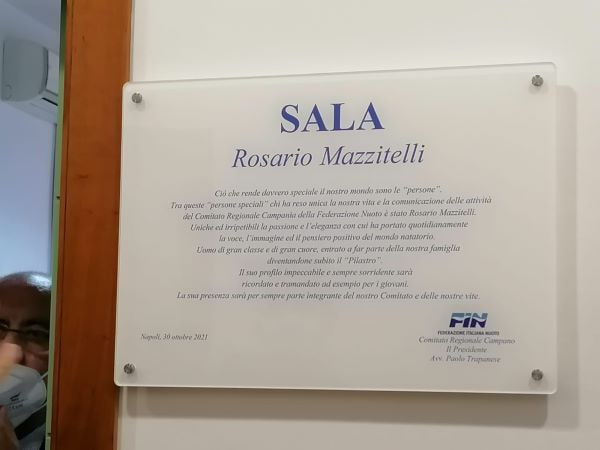 SALA
Rosario Mazzitelli
Ciò che rende davvero speciale il nostro mondo sono le “persone”.
Tra queste “persone speciali” chi ha reso unica la nostra vita e la comunicazione delle attività
del Comitato Regionale Campania della Federazione Nuoto è stato Rosario Mazzitelli.
Uniche ed irripetibili la passione e l’eleganza con cui ha portato quotidianamente
la voce, l’immagine ed il pensiero positivo del mondo natatorio.
Uomo di gran classe e di gran cuore, entrato a far parte della nostra famiglia
diventandone subito il “Pilastro”.
Il suo profilo impeccabile e sempre sorridente sarà
ricordato e tramandato ad esempio per i giovani.
La sua presenza sarà per sempre parte integrante del nostro Comitato e delle nostre vite.
FIN
FEDERAZIONE ITALIANA NUOTO
Napoli, 30 ottobre 2021
Comitato Regionale Campano
Il Presidente
Avv. Paolo Trapanese